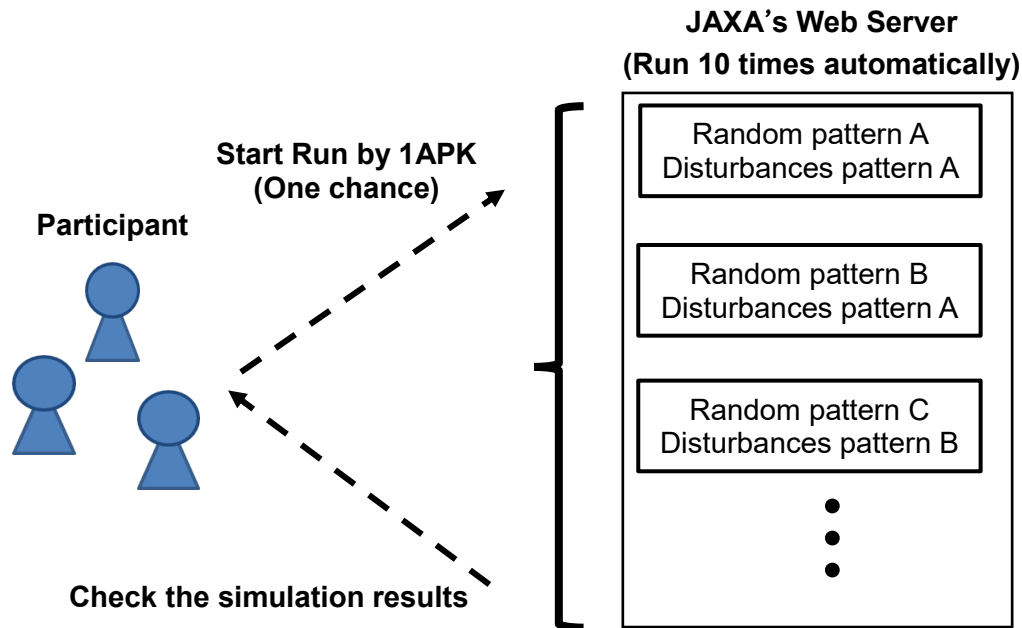 JAXA’s Web Server
(Run 10 times automatically)
Start Run by 1APK
(One chance)
Participant
Random pattern A
Disturbances pattern A
Random pattern B
Disturbances pattern A
Random pattern C
Disturbances pattern B
Check the simulation results